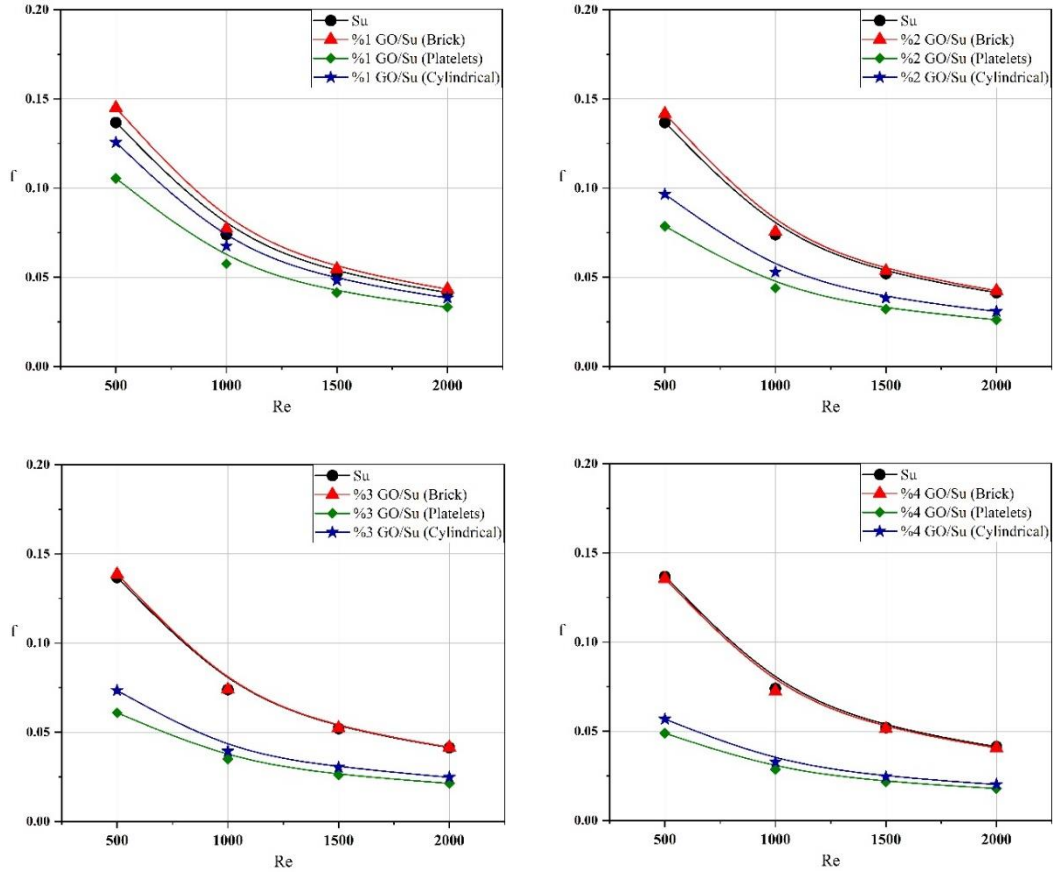 0.20
0.15
0.10
0.05
0.00
f
500
1000
1500
2000
Re
Su
%1 GO/Su (Brick)
%1 GO/Su (Platelets)
%1 GO/Su (Cylindrical)
0.20
0.15
0.10
0.05
0.00
f
500
1000
1500
2000
Re
Su
%2 GO/Su (Brick)
%2 GO/Su (Platelets)
%2 GO/Su (Cylindrical)
0.20
0.15
0.10
0.05
0.00
f
500
1000
1500
2000
Re
Su
%3 GO/Su (Brick)
%3 GO/Su (Platelets)
%3 GO/Su (Cylindrical)
0.20
0.15
0.10
0.05
0.00
f
500
1000
1500
2000
Re
Su
%4 GO/Su (Brick)
%4 GO/Su (Platelets)
%4 GO/Su (Cylindrical)